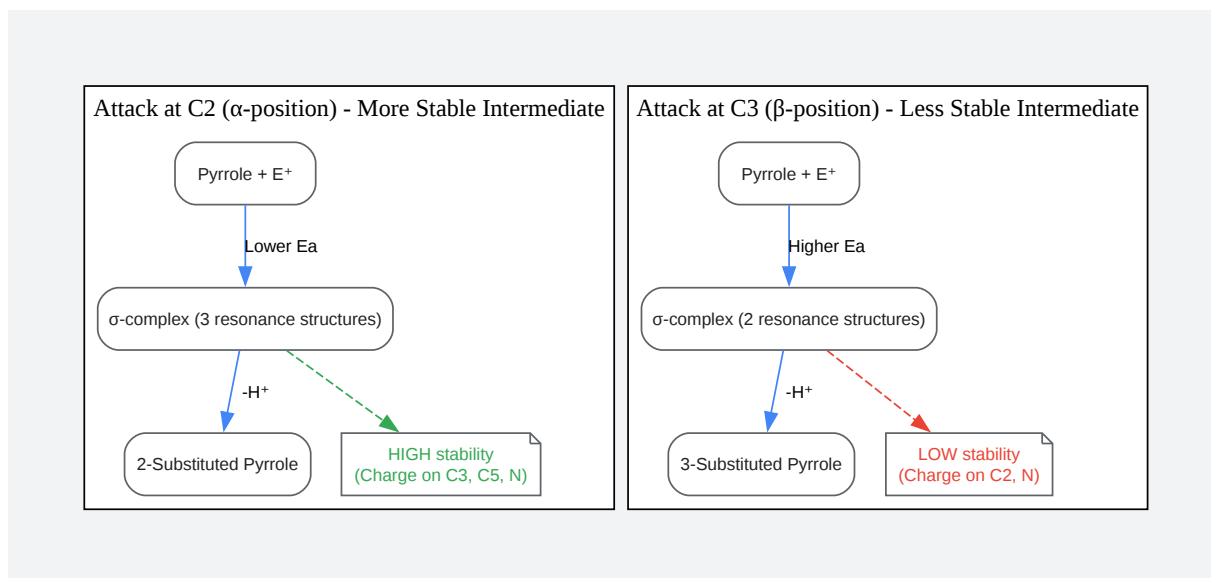 Attack at C2 (α-position) - More Stable Intermediate
Pyrrole + E⁺
Lower Ea
σ-complex (3 resonance structures)
-H⁺
2-Substituted Pyrrole
HIGH stability
(Charge on C3, C5, N)
Attack at C3 (β-position) - Less Stable Intermediate
Pyrrole + E⁺
Higher Ea
σ-complex (2 resonance structures)
-H⁺
3-Substituted Pyrrole
LOW stability
(Charge on C2, N)